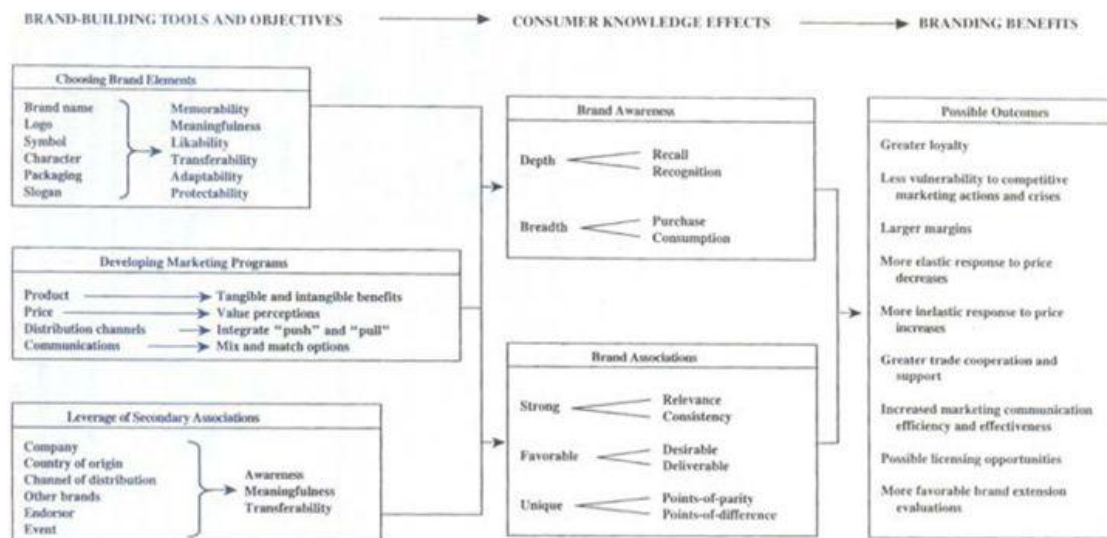 BRAND-BUILDING TOOLS AND OBJECTIVES
CONSUMER KNOWLEDGE EFFECTS
BRANDING BENEFITS
Choosing Brand Elements
Brand name
Logo
Symbol
Character
Packaging
Slogan
Memorability
Meaningfulness
Likability
Transferability
Adaptability
Protectability
Developing Marketing Programs
Product
Tangible and intangible benefits
Price
Value perceptions
Distribution channels
Integrate “push” and “pull”
Communications
Mix and match options
Leverage of Secondary Associations
Company
Country of origin
Channel of distribution
Other brands
Endorser
Event
Awareness
Meaningfulness
Transferability
Brand Awareness
Depth
Recall
Recognition
Breadth
Purchase
Consumption
Brand Associations
Strong
Relevance
Consistency
Favorable
Desirable
Deliverable
Unique
Points-of-parity
Points-of-difference
Possible Outcomes
Greater loyalty
Less vulnerability to competitive
marketing actions and crises
Larger margins
More elastic response to price
decreases
More inelastic response to price
increases
Greater trade cooperation and
support
Increased marketing communication
efficiency and effectiveness
Possible licensing opportunities
More favorable brand extension
evaluations